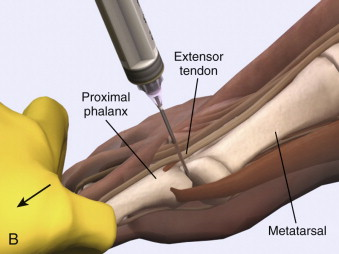 Extensor
tendon
Proximal
phalanx
Metatarsal
B